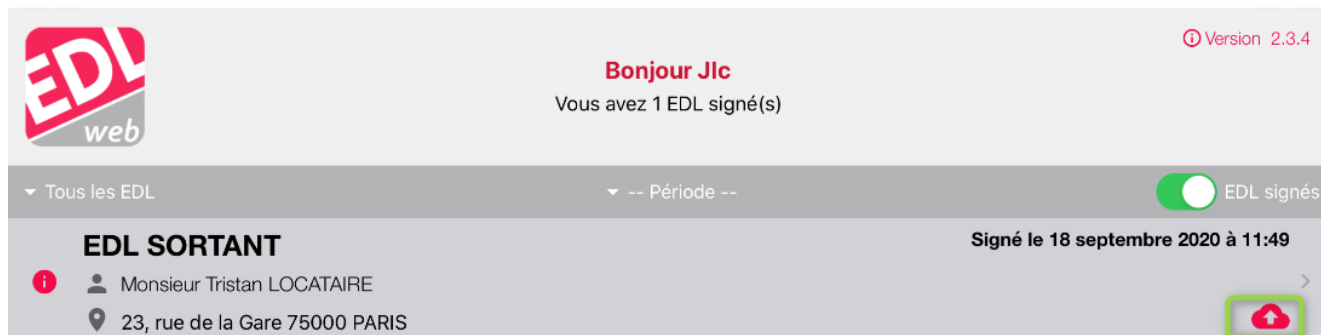 EDL
web
Version 2.3.4
Bonjour Jlc
Vous avez 1 EDL signé(s)
Tous les EDL
-- Période --
EDL signés
EDL SORTANT
Signé le 18 septembre 2020 à 11:49
Monsieur Tristan LOCATAIRE
23, rue de la Gare 75000 PARIS